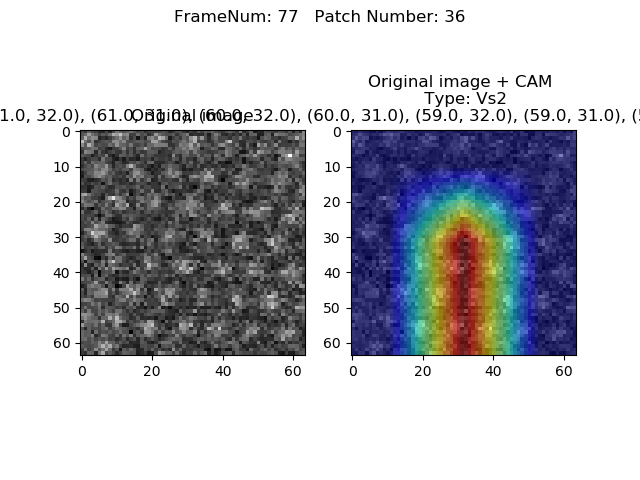 FrameNum: 77   Patch Number: 36
Original image + CAM
Type: Vs2
1.0, 32.0), (61.0, 31.0), (60.0, 32.0), (60.0, 31.0), (59.0, 32.0), (59.0, 31.0), (5
Original image
0
10
20
30
40
50
60
0 20 40 60
0
10
20
30
40
50
60
0 20 40 60